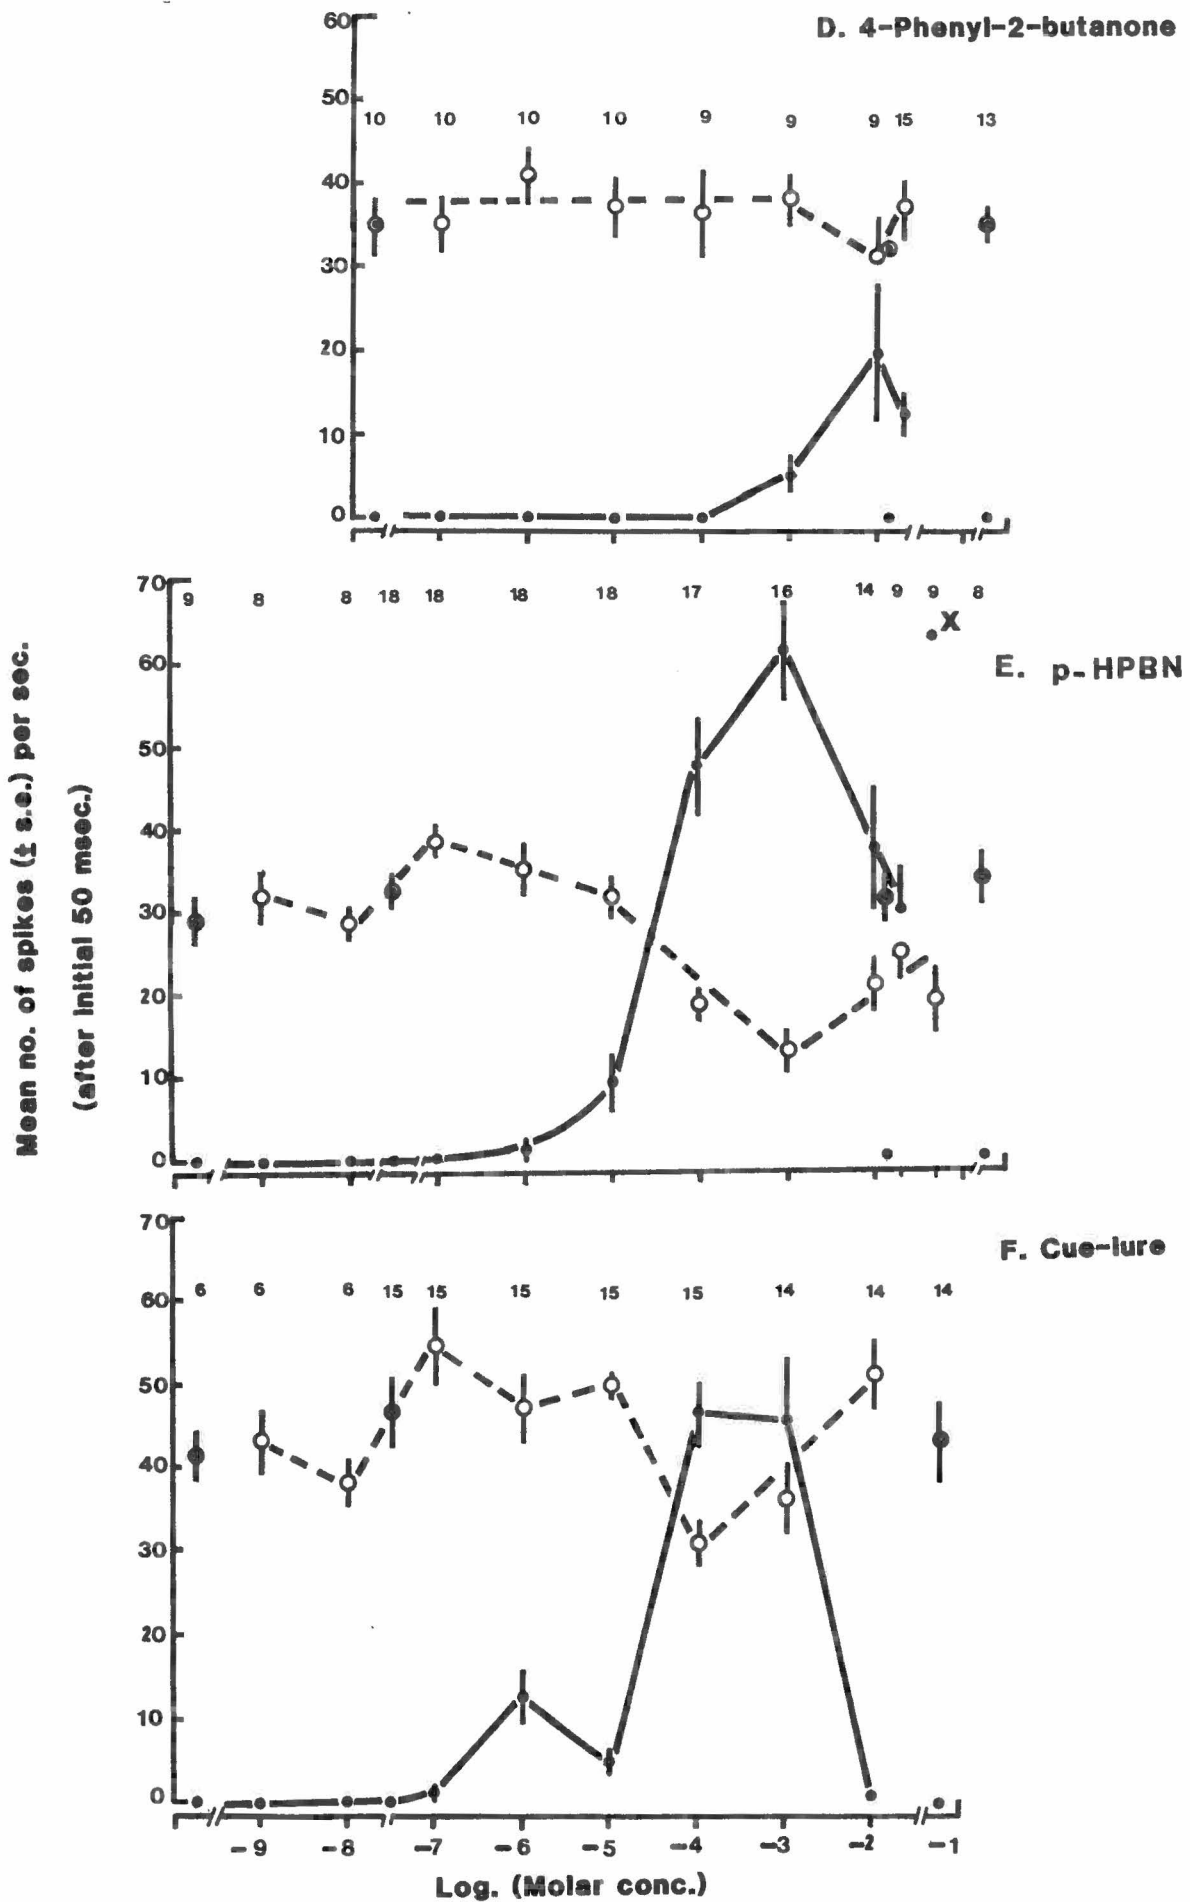 D. 4-Phenyl-2-butanone
60
50
10 10 10 10 9 9 9 15 13
40
30
20
10
0
70
9 8 8 18 18 18 18 17 16 14 9 9 8
X
60
E. p-HPBN
50
40
30
20
10
0
Mean no. of spikes (± s.e.) per sec.
(after initial 50 msec.)
70
F. Cue-lure
60
6 6 6 15 15 15 15 15 14 14 14
50
40
30
20
10
0
-9 -8 -7 -6 -5 -4 -3 -2 -1
Log. (Molar conc.)